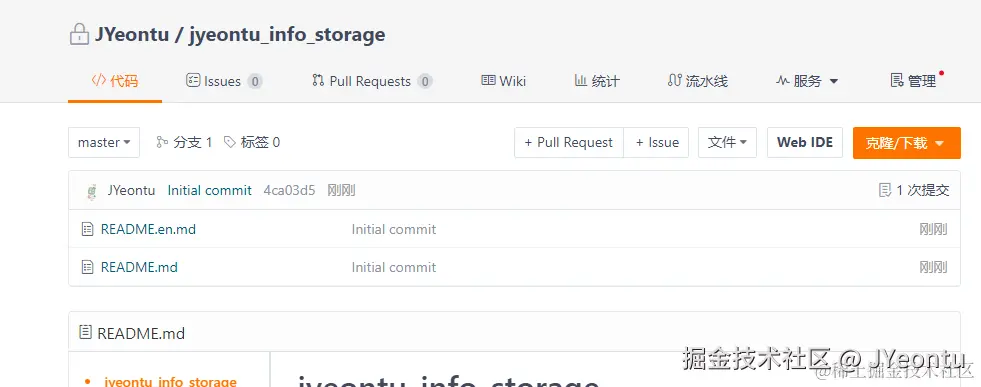 JYeontu / jyeontu_info_storage
代码 Issues 0 Pull Requests 0 Wiki 统计 流水线 服务 管理
master 分支 1 标签 0 + Pull Request + Issue 文件 Web IDE 克隆/下载
JYeontu Initial commit 4ca03d5 刚刚 1 次提交
README.en.md Initial commit 刚刚
README.md Initial commit 刚刚
README.md
jyeontu_info_storage
jyeontu_info_storage
掘金技术社区 @ JYeontu
@稀土掘金技术社区